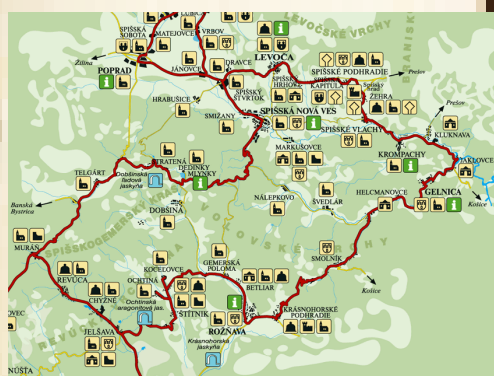 SPIŠSKÁ
SOBOTA
MATEJOVCE
VRBOV
LEVOČSKÉ VRCHY
Žilina
POPRAD
JÁNOVCE
DRAVCE
LEVOČA
SPIŠSKÝ
ŠTVRTOK
SPIŠSKÝ
HRHOV
SPIŠSKÉ PODHRADIE
SPIŠSKÁ
KAPITULA
Spišský
hrad
ŽEHRA
Prešov
Prešov
HRABUŠICE
SMIŽANY
SPIŠSKÁ NOVÁ VES
SPIŠSKÉ VLACHY
KLUKNAVA
MARKUŠOVCE
KROMPACHY
JAKLOVCE
STRATENÁ
DEDINKY
MLYNKY
Dobšinská
ľadová
jaskyňa
TELGÁRT
Banská
Bystrica
DOBŠINÁ
NÁLEPKOVO
ŠVEDLÁR
HELCMANOVCE
GELNICA
Košice
MURÁŇ
SMOLNÍK
GEMERSKÁ
POLOMA
KOCEĽOVCE
OCHTINÁ
Ochtinská
aragonitová jas.
REVÚCA
CHYŽNÉ
BETLIAR
Košice
KRÁSNOHORSKÉ
PODHRADIE
ŠTÍTNIK
ROŽŇAVA
Krásnohorská
jaskyňa
JELŠAVA